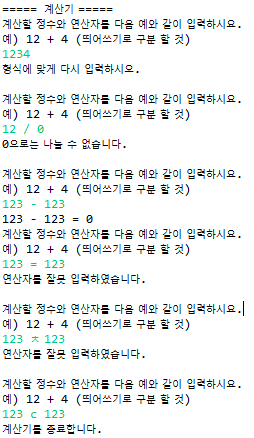 ===== 계산기 =====
계산할 정수와 연산자를 다음 예와 같이 입력하시요.
예) 12 + 4 (띄어쓰기로 구분 할 것)
1234
형식에 맞게 다시 입력하시요.
계산할 정수와 연산자를 다음 예와 같이 입력하시요.
예) 12 + 4 (띄어쓰기로 구분 할 것)
12 / 0
0으로는 나눌 수 없습니다.
계산할 정수와 연산자를 다음 예와 같이 입력하시요.
예) 12 + 4 (띄어쓰기로 구분 할 것)
123 - 123
123 - 123 = 0
계산할 정수와 연산자를 다음 예와 같이 입력하시요.
예) 12 + 4 (띄어쓰기로 구분 할 것)
123 = 123
연산자를 잘못 입력하였습니다.
계산할 정수와 연산자를 다음 예와 같이 입력하시요.
예) 12 + 4 (띄어쓰기로 구분 할 것)
123 ㅊ 123
연산자를 잘못 입력하였습니다.
계산할 정수와 연산자를 다음 예와 같이 입력하시요.
예) 12 + 4 (띄어쓰기로 구분 할 것)
123 c 123
계산기를 종료합니다.